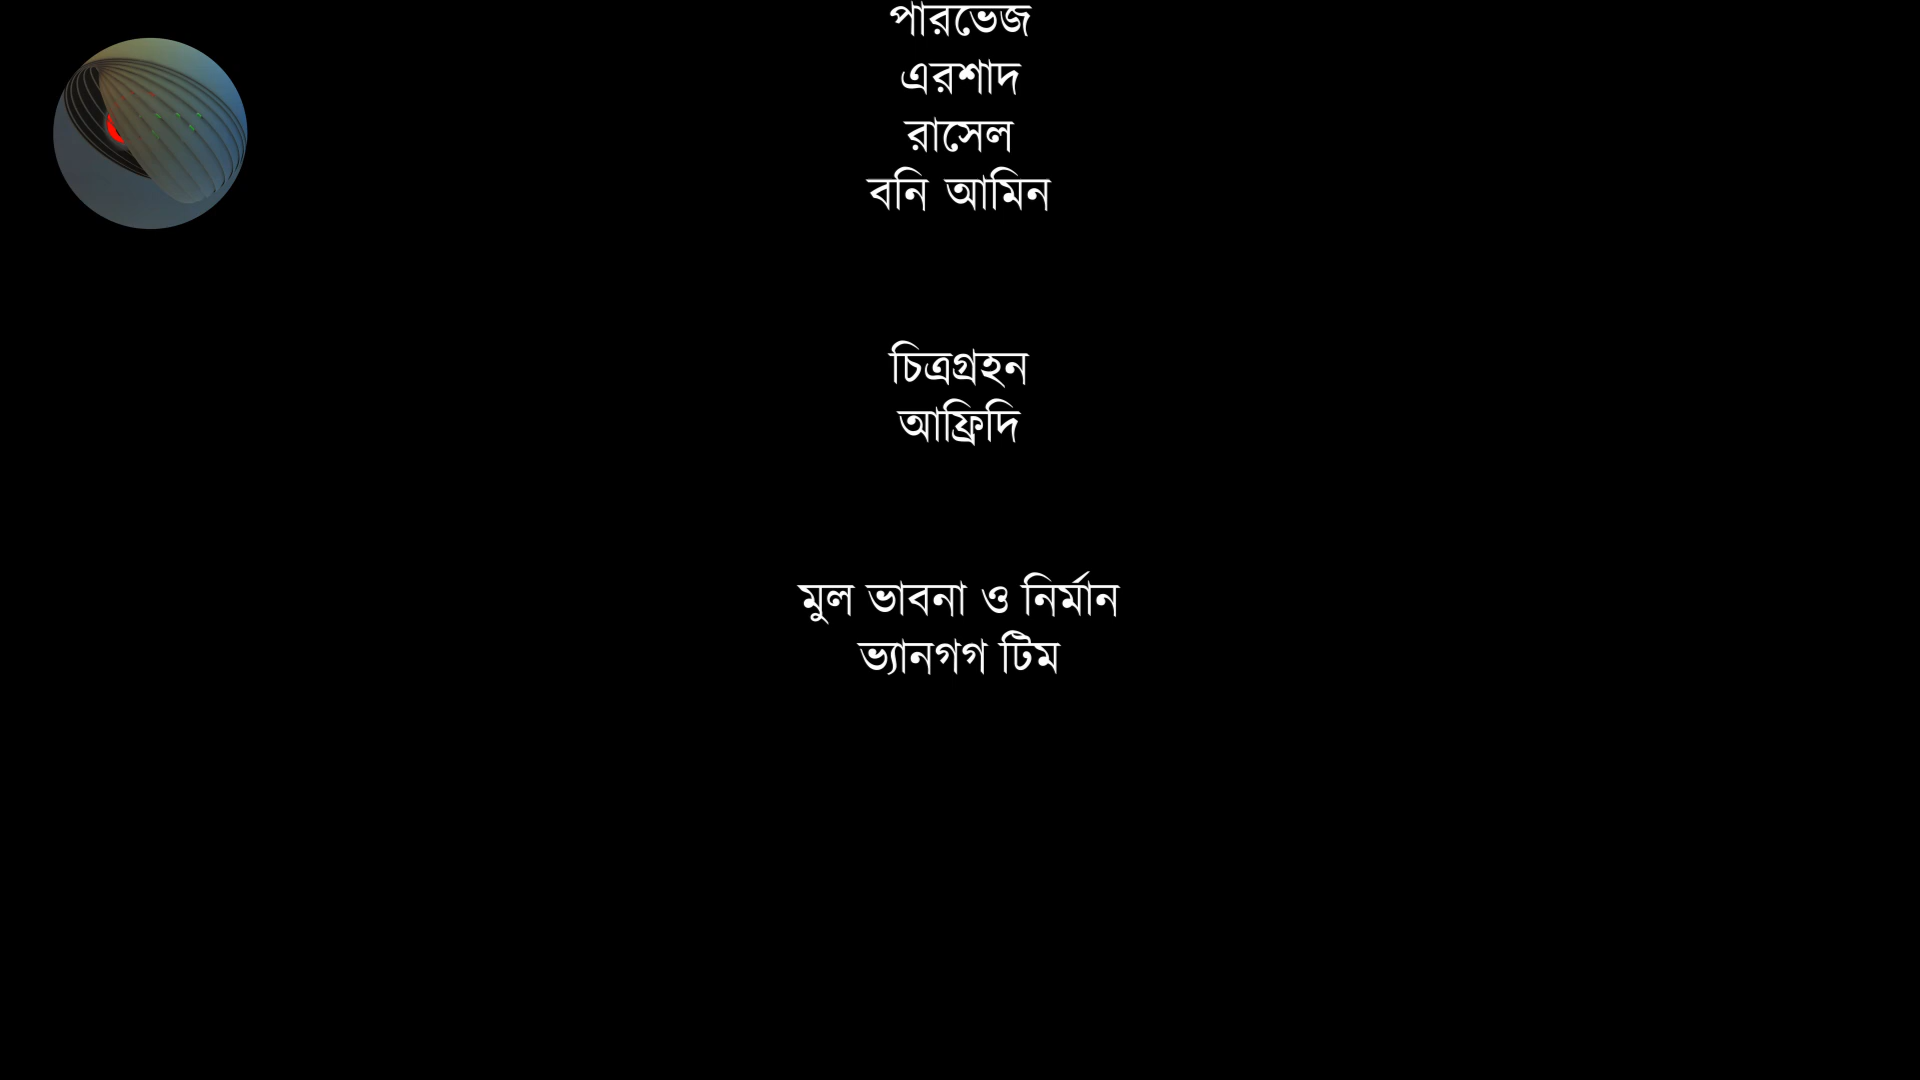 পারভেজ
এরশাদ
রাসেল
বনি আমিন
চিত্রগ্রহন
আফ্রিদি
মুল ভাবনা ও নির্মান
ভ্যানগগ টিম